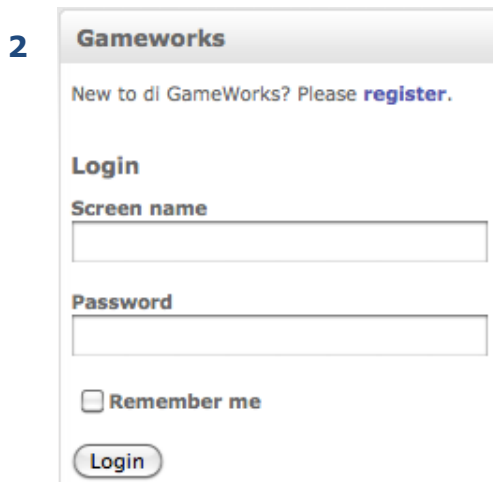 2
Gameworks
New to di GameWorks? Please register.
Login
Screen name
Password
Remember me
Login